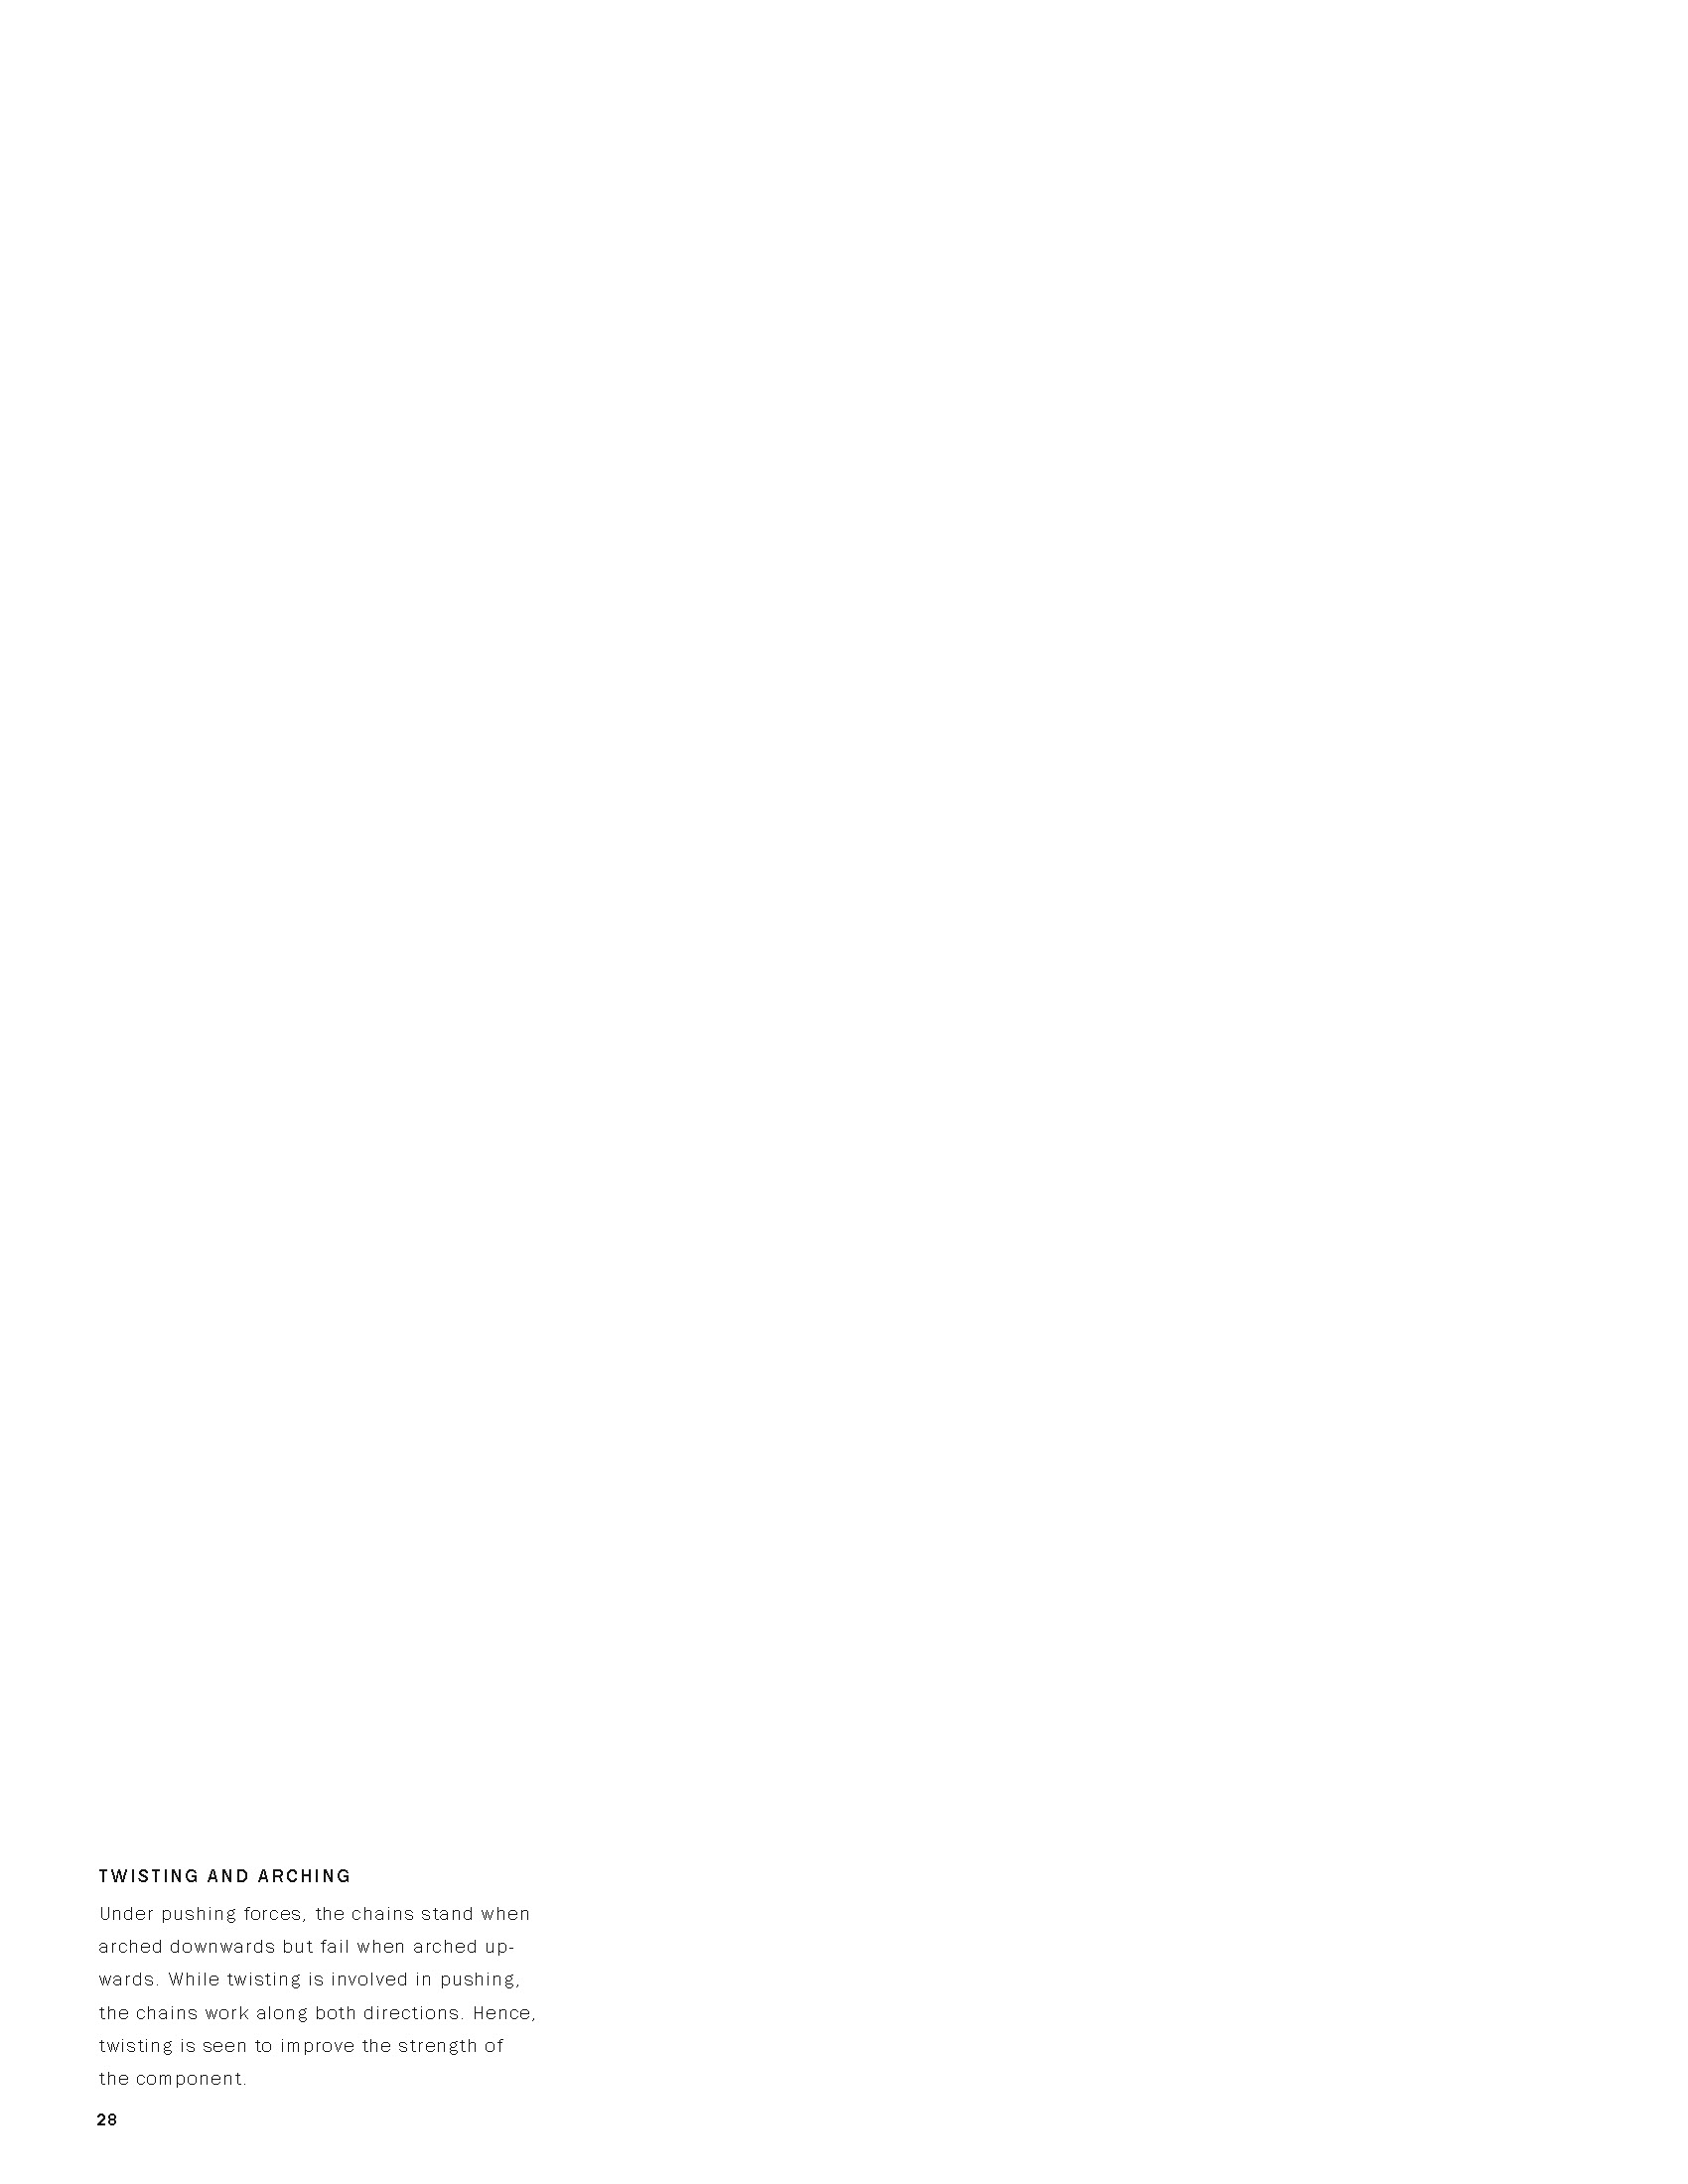 TWISTING AND ARCHING
Under pushing forces, the chains stand when
arched downwards but fail when arched up-
wards. While twisting is involved in pushing,
the chains work along both directions. Hence,
twisting is seen to improve the strength of
the component.
28